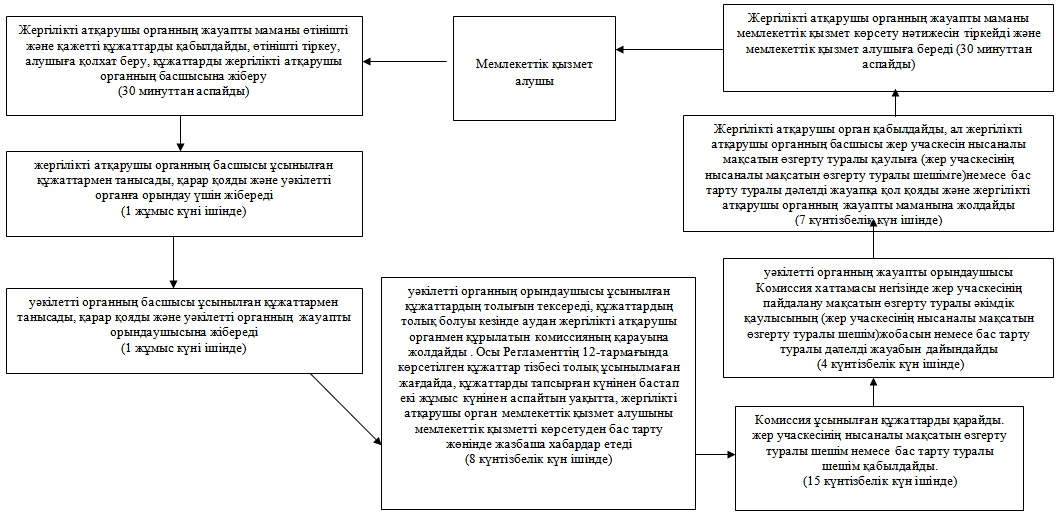 Мемлекеттік қызмет
алушы
Жергілікті атқарушы органның жауапты маманы өтінішті
және қажетті құжаттарды қабылдайды, өтінішті тіркеу,
алушыға қолхат беру, құжаттарды жергілікті атқарушы
органның басшысына жіберу
(30 минуттан аспайды)
жергілікті атқарушы органның басшысы ұсынылған
құжаттармен танысады, қарар қояды және уәкілетті
органға орындау үшін жібереді
(1 жұмыс күні ішінде)
уәкілетті органның басшысы ұсынылған құжаттармен
танысады, қарар қояды және уәкілетті органның жауапты
орындаушысына жібереді
(1 жұмыс күні ішінде)
уәкілетті органның орындаушысы ұсынылған
құжаттардың толығын тексереді, құжаттардың
толық болуы кезінде аудан жергілікті атқарушы
органмен құрылатын комиссияның қарауына
жолдайды . Осы Регламенттің 12-тармағында
көрсетілген құжаттар тізбесі толық ұсынылмаған
жағдайда, құжаттарды тапсырған күнінен бастап
екі жұмыс күнінен аспайтын уақытта, жергілікті
атқарушы орган мемлекеттік қызмет алушыны
мемлекеттік қызметті көрсетуден бас тарту
жөнінде жазбаша хабардар етеді
(8 күнтізбелік күн ішінде)
Комиссия ұсынылған құжаттарды қарайды.
жер учаскесінің нысаналы мақсатын өзгерту
туралы шешім немесе бас тарту туралы
шешім қабылдайды.
(15 күнтізбелік күн ішінде)
уәкілетті органның жауапты орындаушысы
Комиссия хаттамасы негізінде жер учаскесінің
пайдалану мақсатын өзгерту туралы әкімдік
қаулысының (жер учаскесінің нысаналы мақсатын
өзгерту туралы шешім)жобасын немесе бас тарту
туралы дәлелді жауабын дайындайды
(4 күнтізбелік күн ішінде)
Жергілікті атқарушы орган қабылдайды, ал жергілікті
атқарушы органның басшысы жер учаскесін нысаналы
мақсатын өзгерту туралы қаулыға (жер учаскесінің
нысаналы мақсатын өзгерту туралы шешімге)немесе бас
тарту туралы дәлелді жауапқа қол қояды және жергілікті
атқарушы органның жауапты маманына жолдайды
(7 күнтізбелік күн ішінде)
Жергілікті атқарушы органның жауапты маманы
мемлекеттік қызмет көрсету нәтижесін тіркейді және
мемлекеттік қызмет алушыға береді (30 минуттан
аспайды)